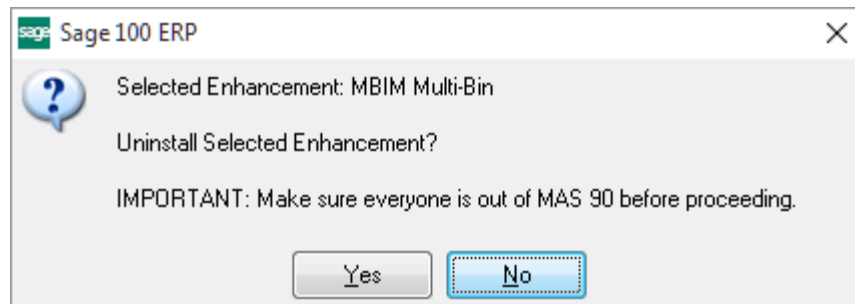 sage Sage 100 ERP
Selected Enhancement: MBIM Multi-Bin
Uninstall Selected Enhancement?
IMPORTANT: Make sure everyone is out of MAS 90 before proceeding.
Yes No